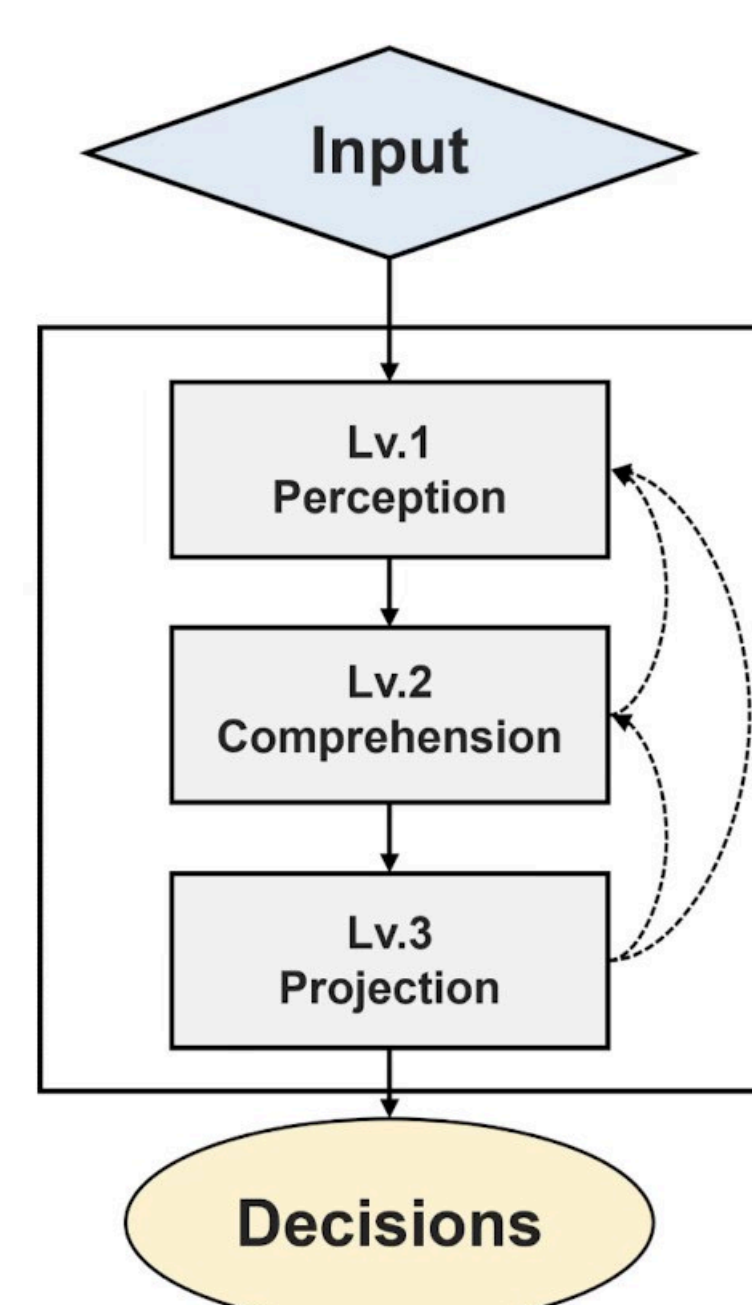 Input
Lv.1
Perception
Lv.2
Comprehension
Lv.3
Projection
Decisions